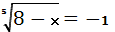 ⁵√8 − x = −1